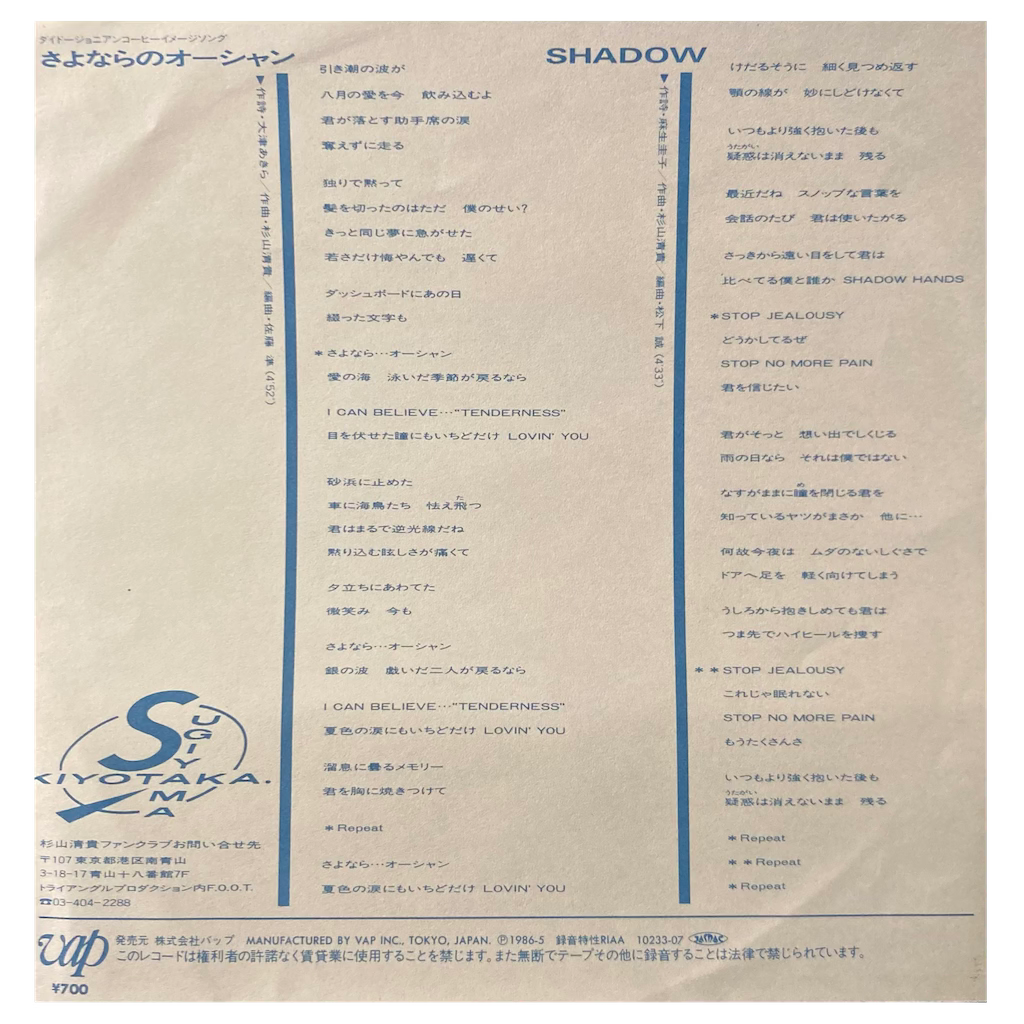 ダイドージョニアンコーヒーイメージソング
さよならのオーシャン
▼作詩・大津あきら/作曲・杉山清貴/編曲・佐藤 準(4'52")
引き潮の波が
八月の愛を今 飲み込むよ
君が落とす助手席の涙
奪えずに走る
独りで黙って
髪を切ったのはただ 僕のせい?
きっと同じ夢に急がせた
若さだけ悔やんでも 遅くて
ダッシュボードにあの日
綴った文字も
*さよなら…オーシャン
愛の海 泳いだ季節が戻るなら
I CAN BELIEVE…"TENDERNESS"
目を伏せた瞳にもいちどだけ LOVIN' YOU
砂浜に止めた
車に海鳥たち 怯え飛つ
た
君はまるで逆光線だね
黙り込む眩しさが痛くて
夕立ちにあわてた
微笑み 今も
さよなら…オーシャン
銀の波 戯いだ二人が戻るなら
I CAN BELIEVE…"TENDERNESS"
夏色の涙にもいちどだけ LOVIN' YOU
溜息に曇るメモリー
君を胸に焼きつけて
*Repeat
さよなら…オーシャン
夏色の涙にもいちどだけ LOVIN' YOU
SHADOW
▼作詩・麻生圭子/作曲・杉山清貴/編曲・松下 誠(4'33")
けだるそうに 細く見つめ返す
顎の線が 妙にしどけなくて
いつもより強く抱いた後も
うたがい
疑惑は消えないまま 残る
最近だね スノッブな言葉を
会話のたび 君は使いたがる
さっきから遠い目をして君は
比べてる僕と誰か SHADOW HANDS
*STOP JEALOUSY
どうかしてるぜ
STOP NO MORE PAIN
君を信じたい
君がそっと 想い出でしくじる
雨の日なら それは僕ではない
め
なすがままに瞳を閉じる君を
知っているヤツがまさか 他に…
何故今夜は ムダのないしぐさで
ドアへ足を 軽く向けてしまう
うしろから抱きしめても君は
つま先でハイヒールを捜す
**STOP JEALOUSY
これじゃ眠れない
STOP NO MORE PAIN
もうたくさんさ
いつもより強く抱いた後も
うたがい
疑惑は消えないまま 残る
*Repeat
**Repeat
*Repeat
SUGIYAMA
KIYOTAKA.
杉山清貴ファンクラブお問い合せ先
〒107 東京都港区南青山
3-18-17青山十八番館7F
トライアングルプロダクション内F.O.O.T.
☎03-404-2288
vap
発売元 株式会社バップ MANUFACTURED BY VAP INC., TOKYO, JAPAN. Ⓟ1986-5 録音特性RIAA 10233-07 JASRAC
このレコードは権利者の許諾なく賃貸業に使用することを禁じます。また無断でテープその他に録音することは法律で禁じられています。
¥700